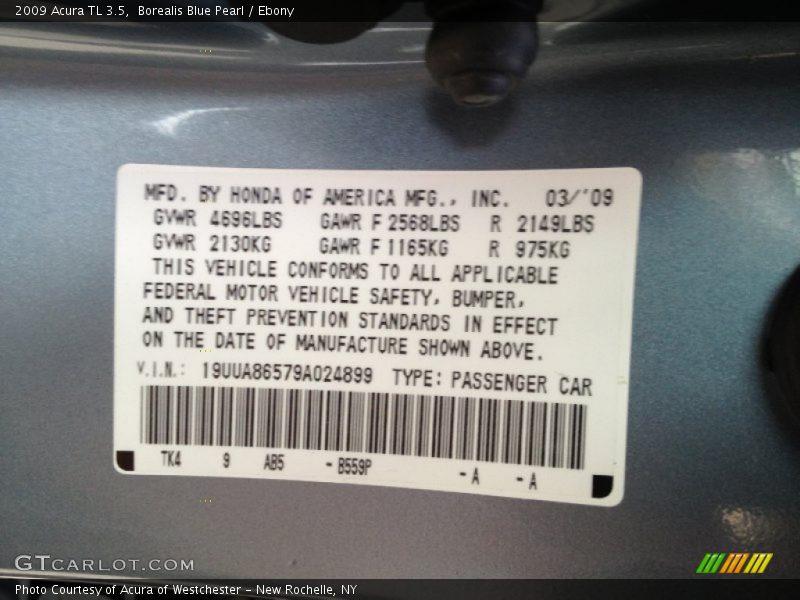 2009 Acura TL 3.5, Borealis Blue Pearl / Ebony
MFD. BY HONDA OF AMERICA MFG., INC. 03/'09
GVWR 4696LBS GAWR F 2568LBS R 2149LBS
GVWR 2130KG GAWR F 1165KG R 975KG
THIS VEHICLE CONFORMS TO ALL APPLICABLE
FEDERAL MOTOR VEHICLE SAFETY, BUMPER,
AND THEFT PREVENTION STANDARDS IN EFFECT
ON THE DATE OF MANUFACTURE SHOWN ABOVE.
V.I.N.: 19UUA86579A024899 TYPE: PASSENGER CAR
TK4 9 AB5 - B559P - A - A
GTCARLOT.COM
Photo Courtesy of Acura of Westchester - New Rochelle, NY